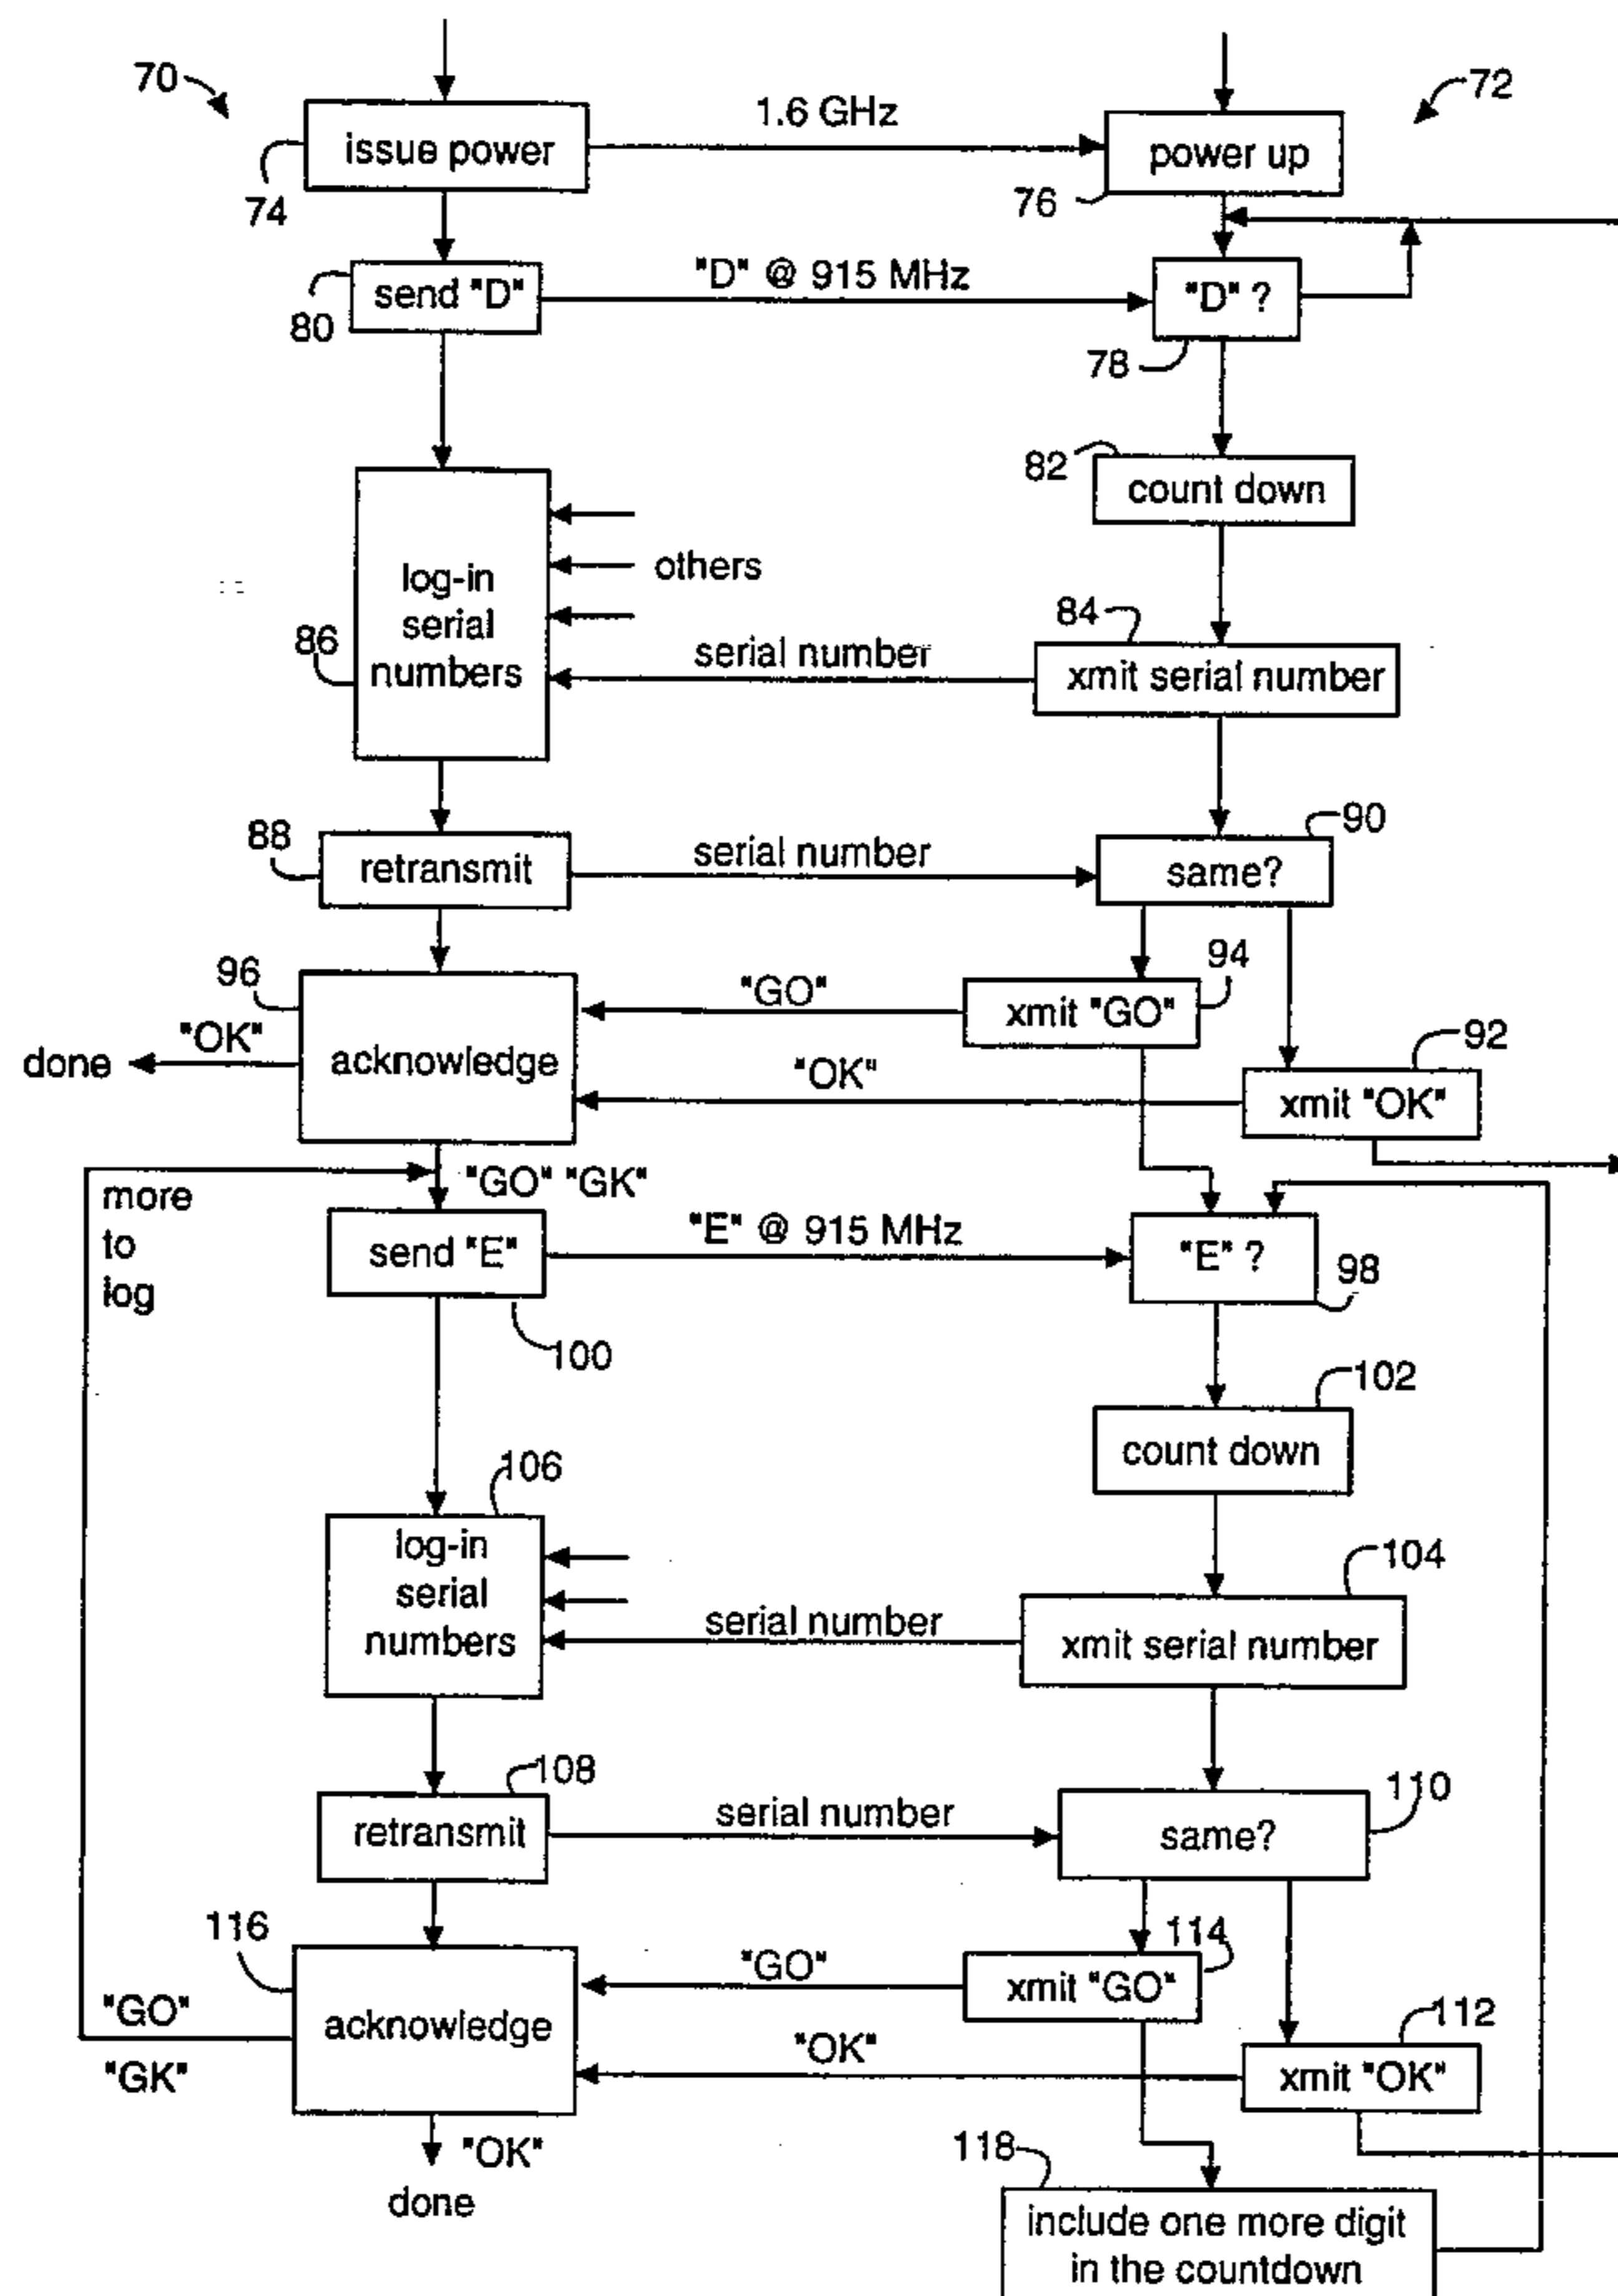 70
72
1.6 GHz
issue power
power up
74
76
"D" @ 915 MHz
send "D"
"D" ?
80
78
82
count down
log-in
serial
numbers
others
86
84
serial number
xmit serial number
88
retransmit
serial number
90
same?
96
"GO"
94
xmit "GO"
"OK"
done
acknowledge
"OK"
92
xmit "OK"
more
to
log
"GO" "GK"
send "E"
"E" @ 915 MHz
"E" ?
98
100
102
count down
106
log-in
serial
numbers
104
serial number
xmit serial number
108
retransmit
serial number
110
same?
116
"GO"
114
xmit "GO"
"GO"
"GK"
acknowledge
"OK"
112
xmit "OK"
"OK"
done
118
include one more digit
in the countdown